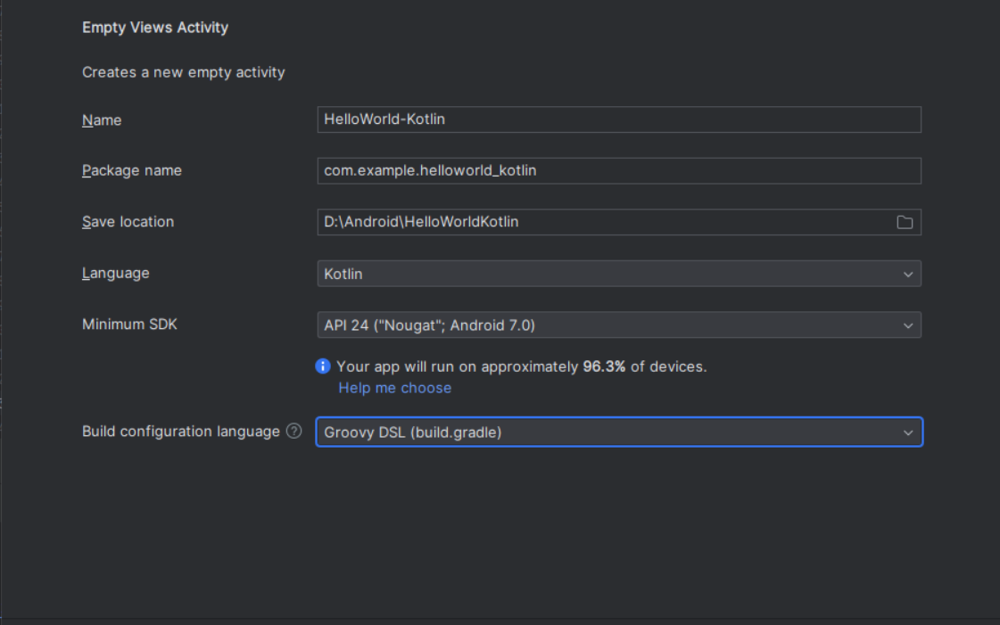 Empty Views Activity
Creates a new empty activity
Name
HelloWorld-Kotlin
Package name
com.example.helloworld_kotlin
Save location
D:\Android\HelloWorldKotlin
Language
Kotlin
Minimum SDK
API 24 ("Nougat"; Android 7.0)
Your app will run on approximately 96.3% of devices.
Help me choose
Build configuration language ?
Groovy DSL (build.gradle)